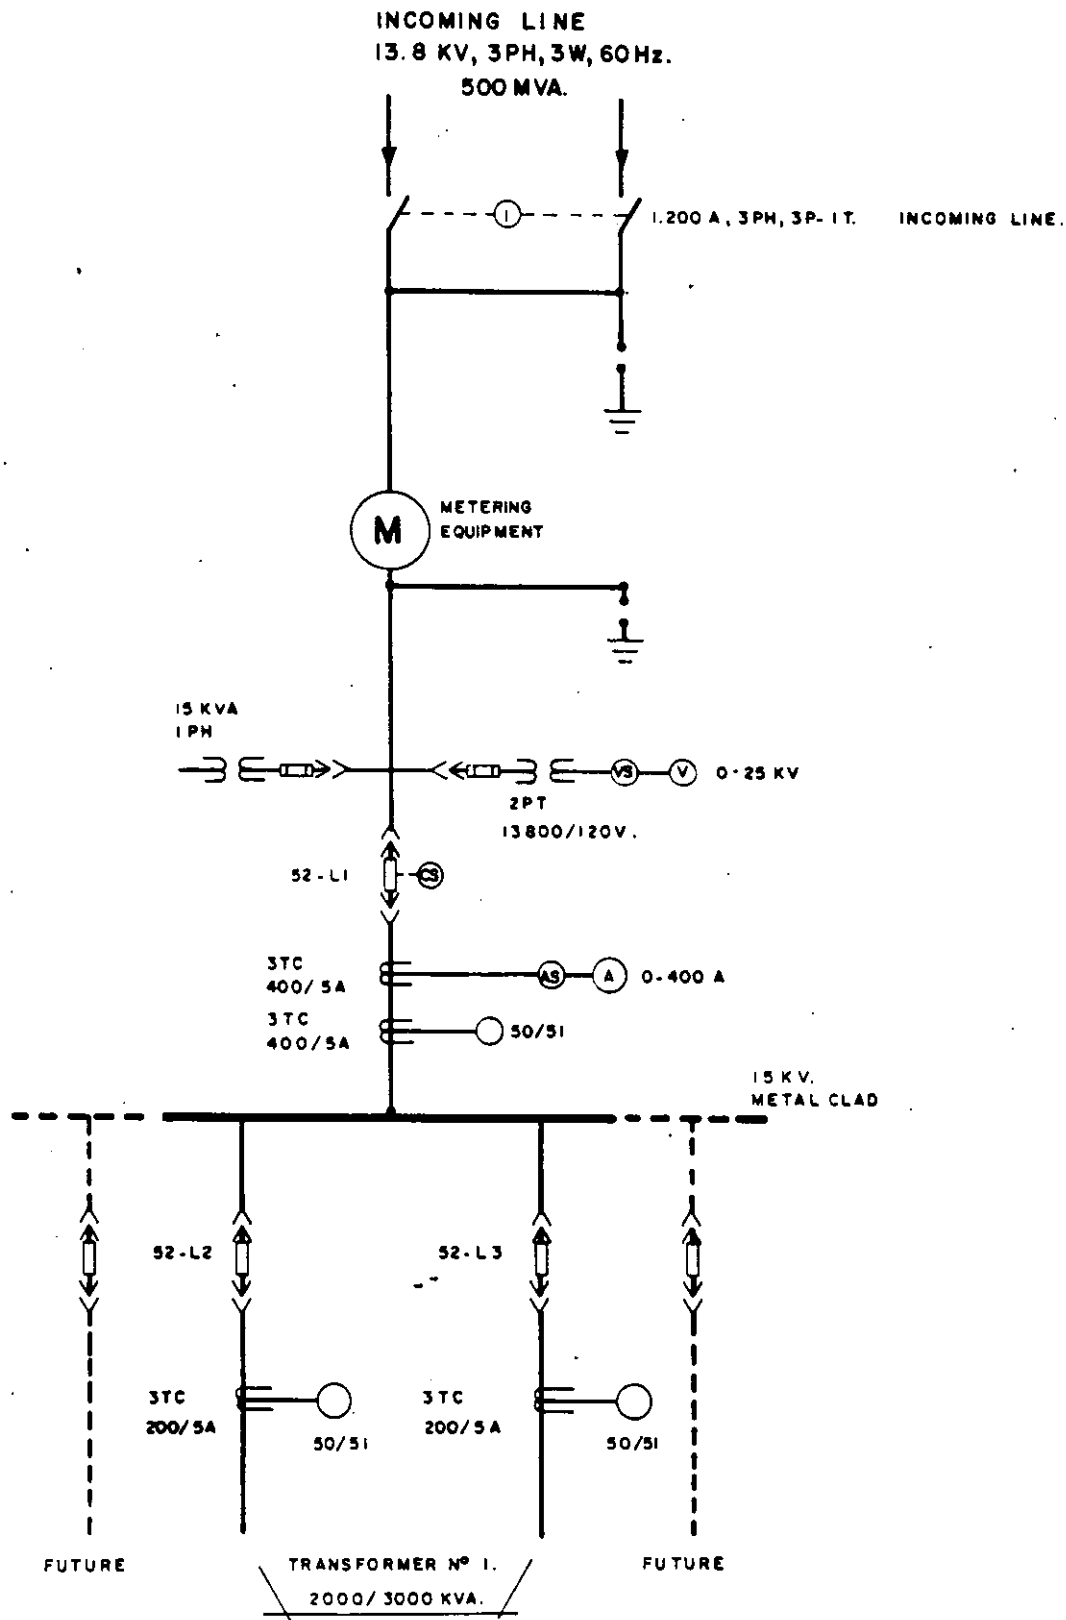 INCOMING LINE
13.8 KV, 3PH, 3W, 60Hz.
500 MVA.
I
1.200 A, 3PH, 3P-1T. INCOMING LINE.
M
METERING
EQUIPMENT
15 KVA
1 PH
VS
V
0-25 KV
2PT
13800/120V.
52-L1
CS
3TC
400/5A
AS
A
0-400 A
3TC
400/5A
50/51
15 KV.
METAL CLAD
52-L2
52-L3
3TC
200/5A
50/51
3TC
200/5A
50/51
FUTURE
TRANSFORMER Nº 1.
2000/3000 KVA.
FUTURE